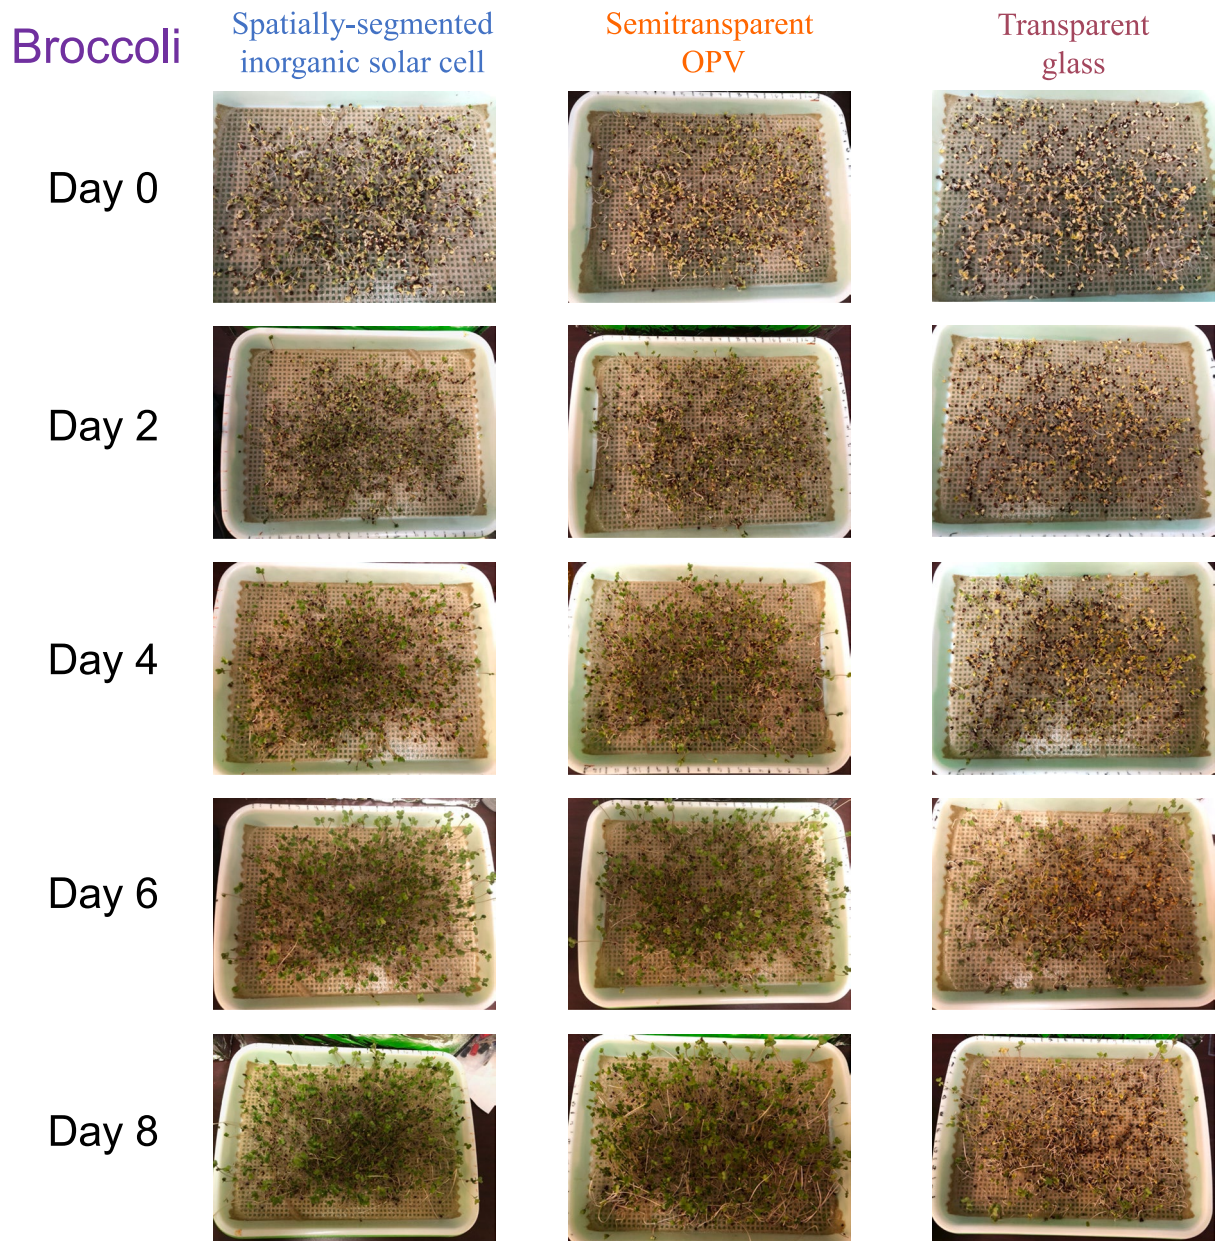 Broccoli
Spatially-segmented
inorganic solar cell
Semitransparent
OPV
Transparent
glass
Day 0
Day 2
Day 4
Day 6
Day 8